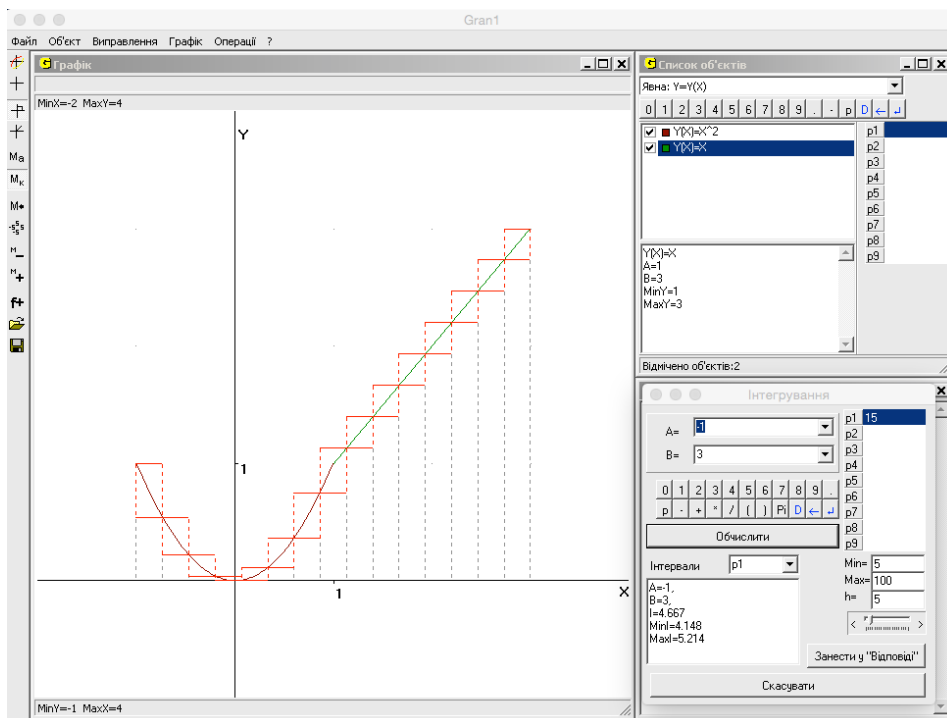 Gran1
Файл Об'єкт Виправлення Графік Операції ?
Графік
MinX=-2 MaxY=4
Y
1
1
X
MinY=-1 MaxX=4
Ma
Мк
M
s
M
M
f+
Список об'єктів
Явна: Y=Y(X)
0 1 2 3 4 5 6 7 8 9 . - p D ← ↵
Y(X)=X^2
Y(X)=X
p1
p2
p3
p4
p5
p6
p7
p8
p9
Y(X)=X
A=1
B=3
MinY=1
MaxY=3
Відмічено об'єктів:2
Інтегрування
A= -1
B= 3
p1 15
p2
p3
p4
p5
p6
p7
p8
p9
0 1 2 3 4 5 6 7 8 9 .
p - + * / ( ) Pi D ← ↵
Обчислити
Інтервали p1
A=-1,
B=3,
I=4.667
MinI=4.148
MaxI=5.214
Min= 5
Max= 100
h= 5
< >
Занести у "Відповіді"
Скасувати